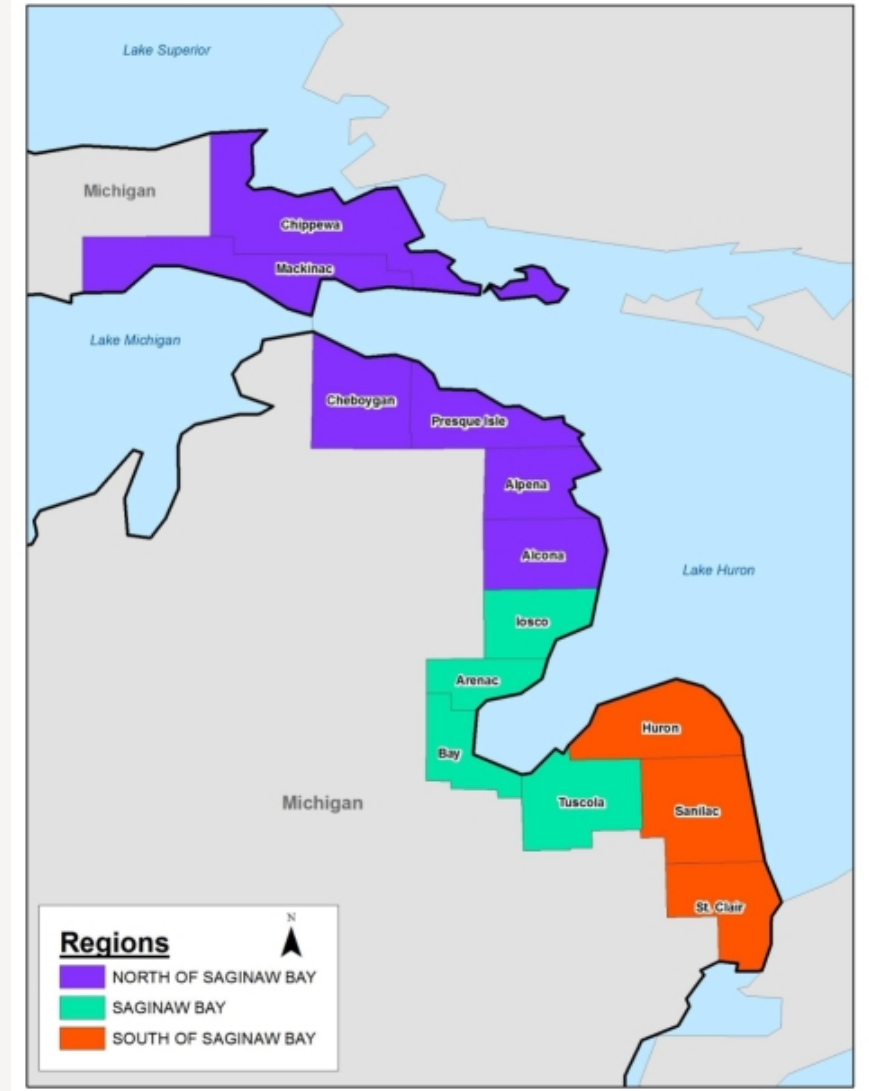 Lake Superior
Michigan
Chippewa
Mackinac
Lake Michigan
Cheboygan
Presque Isle
Alpena
Alcona
Lake Huron
Iosco
Arenac
Huron
Bay
Michigan
Tuscola
Sanilac
St. Clair
N
Regions
NORTH OF SAGINAW BAY
SAGINAW BAY
SOUTH OF SAGINAW BAY